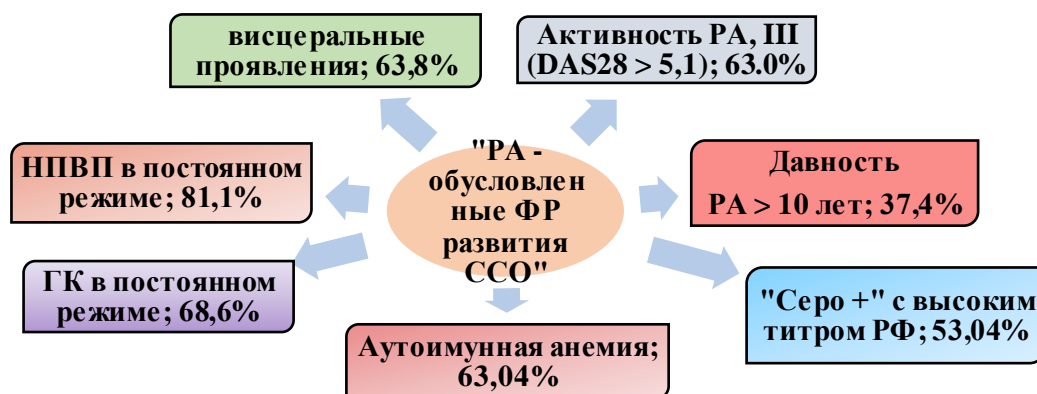 висцеральные
проявления; 63,8%
Активность РА, III
(DAS28 > 5,1); 63.0%
НПВП в постоянном
режиме; 81,1%
"РА -
обусловлен
ные ФР
развития
ССО"
Давность
РА > 10 лет; 37,4%
ГК в постоянном
режиме; 68,6%
"Серо +" с высоким
титром РФ; 53,04%
Аутоимунная анемия;
63,04%